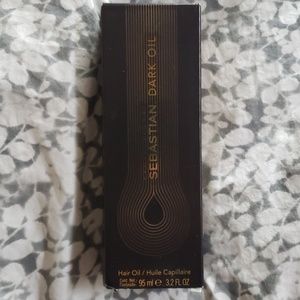 SEBASTIAN DARK OIL
Hair Oil / Huile Capillaire
95 ml e 3.2 FL OZ